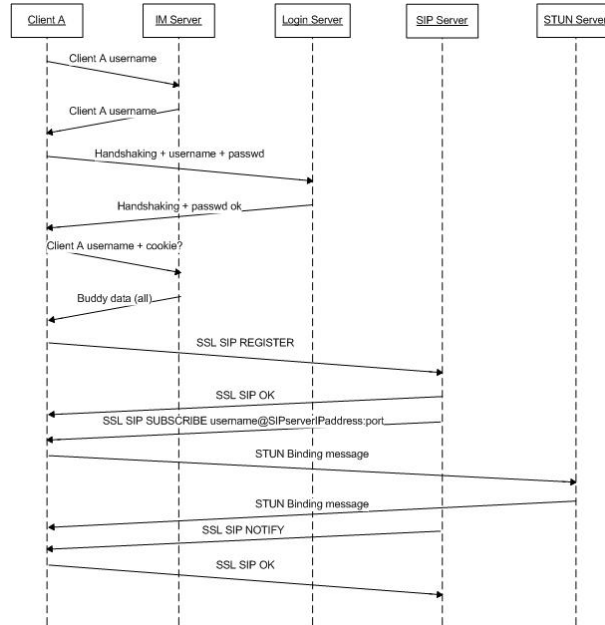 Client A
IM Server
Login Server
SIP Server
STUN Server
Client A username
Client A username
Handshaking + username + passwd
Handshaking + passwd ok
Client A username + cookie?
Buddy data (all)
SSL SIP REGISTER
SSL SIP OK
SSL SIP SUBSCRIBE username@SIPserverIPaddress:port
STUN Binding message
STUN Binding message
SSL SIP NOTIFY
SSL SIP OK